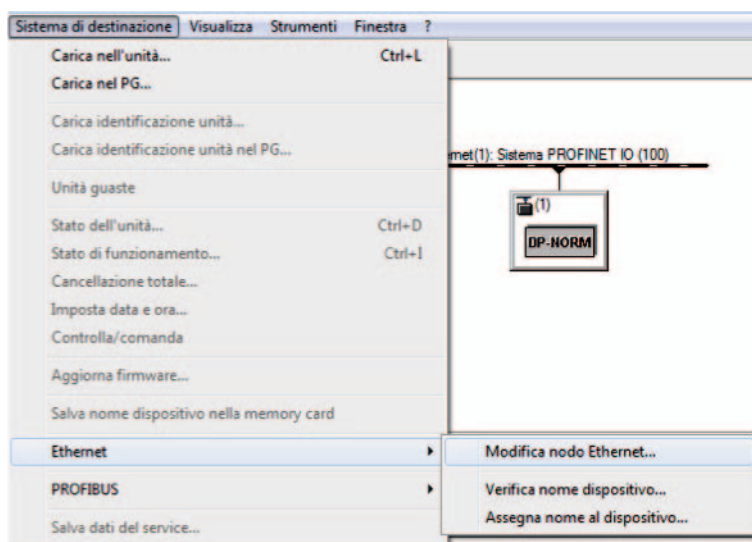 Sistema di destinazione Visualizza Strumenti Finestra ?
Carica nell'unità... Ctrl+L
Carica nel PG...
Carica identificazione unità...
Carica identificazione unità nel PG...
Unità guaste
Stato dell'unità... Ctrl+D
Stato di funzionamento... Ctrl+I
Cancellazione totale...
Imposta data e ora...
Controlla/comanda
Aggiorna firmware...
Salva nome dispositivo nella memory card
Ethernet
PROFIBUS
Salva dati del service...
Modifica nodo Ethernet...
Verifica nome dispositivo...
Assegna nome al dispositivo...
rnet(1): Sistema PROFINET IO (100)
(1)
DP-NORM